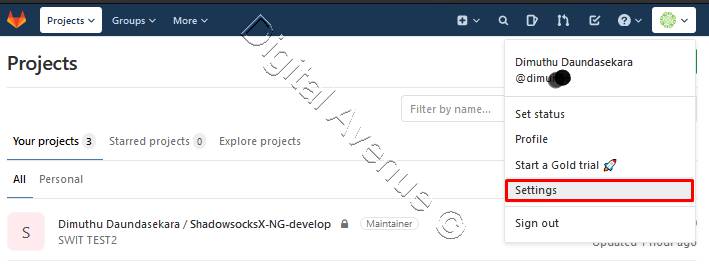 Projects Groups More
Projects
Dimuthu Daundasekara
Filter by name...
Set status
Your projects 3 Starred projects 0 Explore projects
Profile
Start a Gold trial 🚀
All Personal
Settings
S Dimuthu Daundasekara / ShadowsocksX-NG-develop Maintainer
SWIT TEST2
Sign out
Updated 1 hour ago
Digital Avenue ©